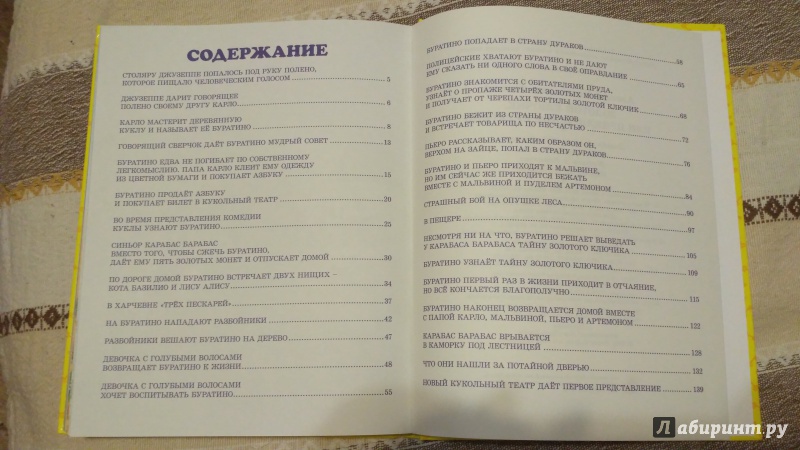 СОДЕРЖАНИЕ
СТОЛЯРУ ДЖУЗЕППЕ ПОПАЛОСЬ ПОД РУКУ ПОЛЕНО,
КОТОРОЕ ПИЩАЛО ЧЕЛОВЕЧЕСКИМ ГОЛОСОМ 5
ДЖУЗЕППЕ ДАРИТ ГОВОРЯЩЕЕ
ПОЛЕНО СВОЕМУ ДРУГУ КАРЛО 6
КАРЛО МАСТЕРИТ ДЕРЕВЯННУЮ
КУКЛУ И НАЗЫВАЕТ ЕЁ БУРАТИНО 8
ГОВОРЯЩИЙ СВЕРЧОК ДАЁТ БУРАТИНО МУДРЫЙ СОВЕТ 13
БУРАТИНО ЕДВА НЕ ПОГИБАЕТ ПО СОБСТВЕННОМУ
ЛЕГКОМЫСЛИЮ. ПАПА КАРЛО КЛЕИТ ЕМУ ОДЕЖДУ
ИЗ ЦВЕТНОЙ БУМАГИ И ПОКУПАЕТ АЗБУКУ 15
БУРАТИНО ПРОДАЁТ АЗБУКУ
И ПОКУПАЕТ БИЛЕТ В КУКОЛЬНЫЙ ТЕАТР 20
ВО ВРЕМЯ ПРЕДСТАВЛЕНИЯ КОМЕДИИ
КУКЛЫ УЗНАЮТ БУРАТИНО 25
СИНЬОР КАРАБАС БАРАБАС
ВМЕСТО ТОГО, ЧТОБЫ СЖЕЧЬ БУРАТИНО,
ДАЁТ ЕМУ ПЯТЬ ЗОЛОТЫХ МОНЕТ И ОТПУСКАЕТ ДОМОЙ 30
ПО ДОРОГЕ ДОМОЙ БУРАТИНО ВСТРЕЧАЕТ ДВУХ НИЩИХ –
КОТА БАЗИЛИО И ЛИСУ АЛИСУ 34
В ХАРЧЕВНЕ «ТРЁХ ПЕСКАРЕЙ» 37
НА БУРАТИНО НАПАДАЮТ РАЗБОЙНИКИ 42
РАЗБОЙНИКИ ВЕШАЮТ БУРАТИНО НА ДЕРЕВО 47
ДЕВОЧКА С ГОЛУБЫМИ ВОЛОСАМИ
ВОЗВРАЩАЕТ БУРАТИНО К ЖИЗНИ 48
ДЕВОЧКА С ГОЛУБЫМИ ВОЛОСАМИ
ХОЧЕТ ВОСПИТЫВАТЬ БУРАТИНО 55
БУРАТИНО ПОПАДАЕТ В СТРАНУ ДУРАКОВ
ПОЛИЦЕЙСКИЕ ХВАТАЮТ БУРАТИНО И НЕ ДАЮТ
ЕМУ СКАЗАТЬ НИ ОДНОГО СЛОВА В СВОЁ ОПРАВДАНИЕ 65
БУРАТИНО ЗНАКОМИТСЯ С ОБИТАТЕЛЯМИ ПРУДА,
УЗНАЁТ О ПРОПАЖЕ ЧЕТЫРЁХ ЗОЛОТЫХ МОНЕТ
И ПОЛУЧАЕТ ОТ ЧЕРЕПАХИ ТОРТИЛЫ ЗОЛОТОЙ КЛЮЧИК 68
БУРАТИНО БЕЖИТ ИЗ СТРАНЫ ДУРАКОВ
И ВСТРЕЧАЕТ ТОВАРИЩА ПО НЕСЧАСТЬЮ 72
ПЬЕРО РАССКАЗЫВАЕТ, КАКИМ ОБРАЗОМ ОН,
ВЕРХОМ НА ЗАЙЦЕ, ПОПАЛ В СТРАНУ ДУРАКОВ 76
БУРАТИНО И ПЬЕРО ПРИХОДЯТ К МАЛЬВИНЕ,
НО ИМ СЕЙЧАС ЖЕ ПРИХОДИТСЯ БЕЖАТЬ
ВМЕСТЕ С МАЛЬВИНОЙ И ПУДЕЛЕМ АРТЕМОНОМ 84
СТРАШНЫЙ БОЙ НА ОПУШКЕ ЛЕСА 90
В ПЕЩЕРЕ 97
НЕСМОТРЯ НИ НА ЧТО, БУРАТИНО РЕШАЕТ ВЫВЕДАТЬ
У КАРАБАСА БАРАБАСА ТАЙНУ ЗОЛОТОГО КЛЮЧИКА 105
БУРАТИНО УЗНАЁТ ТАЙНУ ЗОЛОТОГО КЛЮЧИКА 109
БУРАТИНО ПЕРВЫЙ РАЗ В ЖИЗНИ ПРИХОДИТ В ОТЧАЯНИЕ,
НО ВСЁ КОНЧАЕТСЯ БЛАГОПОЛУЧНО 115
БУРАТИНО НАКОНЕЦ ВОЗВРАЩАЕТСЯ ДОМОЙ ВМЕСТЕ
С ПАПОЙ КАРЛО, МАЛЬВИНОЙ, ПЬЕРО И АРТЕМОНОМ 122
КАРАБАС БАРАБАС ВРЫВАЕТСЯ
В КАМОРКУ ПОД ЛЕСТНИЦЕЙ 128
ЧТО ОНИ НАШЛИ ЗА ПОТАЙНОЙ ДВЕРЬЮ 132
НОВЫЙ КУКОЛЬНЫЙ ТЕАТР ДАЁТ ПЕРВОЕ ПРЕДСТАВЛЕНИЕ 139
Лабиринт.ру